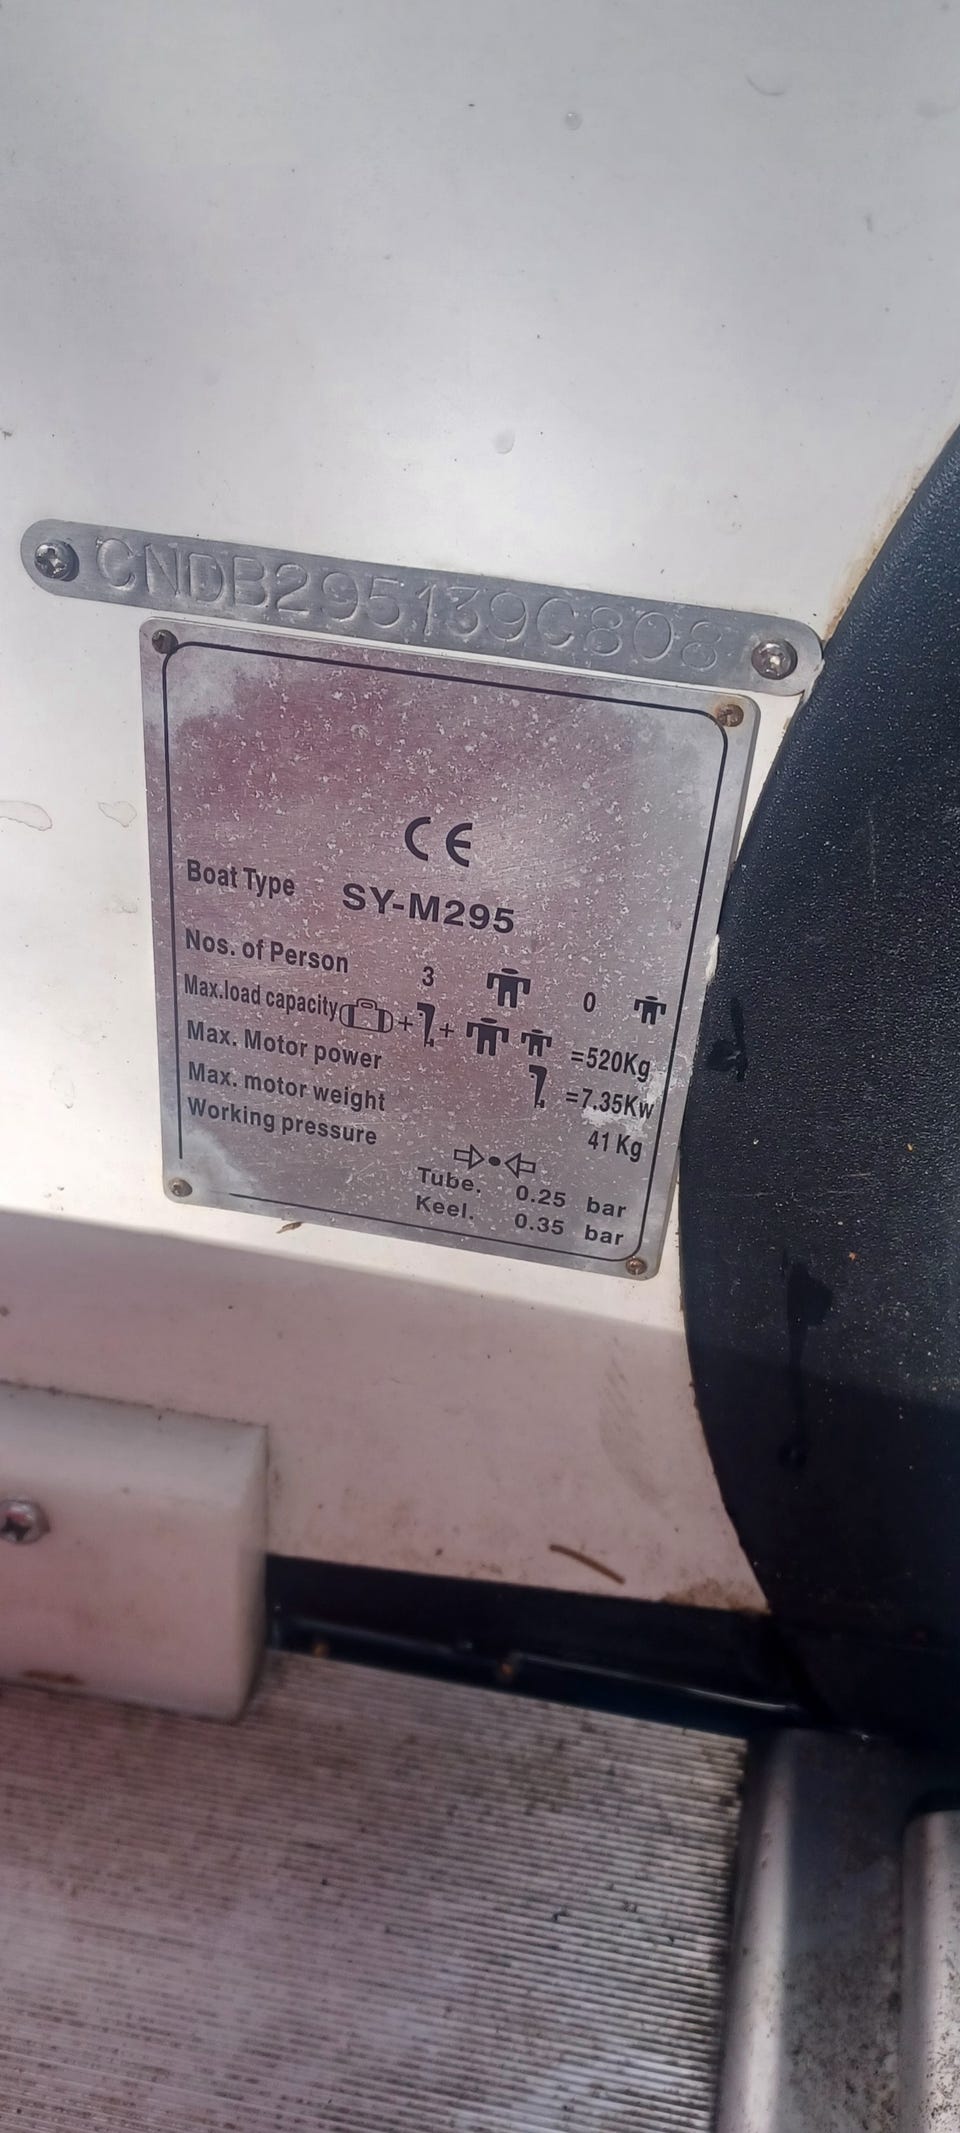 CNDB295139C808
CE
Boat Type SY-M295
Nos. of Person 3 0
Max.load capacity + + =520Kg
Max. Motor power =7.35Kw
Max. motor weight 41 Kg
Working pressure
Tube. 0.25 bar
Keel. 0.35 bar